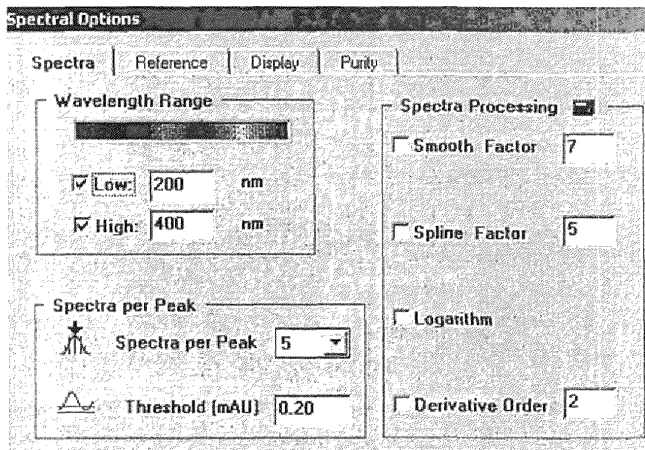 Spectral Options
Spectra Reference Display Purity
Wavelength Range
Low: 200 nm
High: 400 nm
Spectra per Peak
Spectra per Peak 5
Threshold (mAU) 0.20
Spectra Processing
Smooth Factor 7
Spline Factor 5
Logarithm
Derivative Order 2